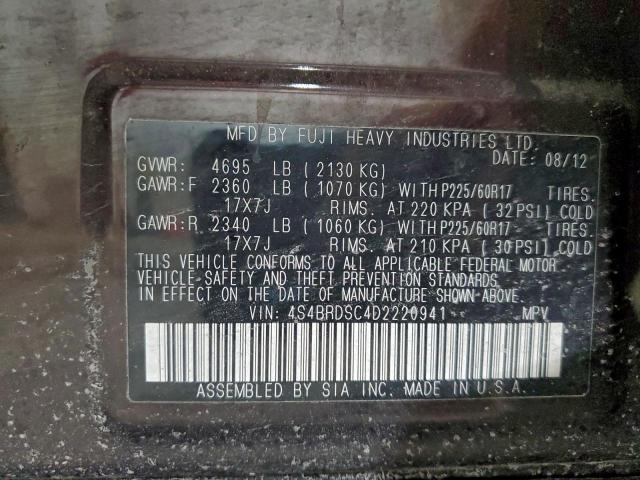 MFD BY FUJI HEAVY INDUSTRIES LTD.
DATE: 08/12
GVWR: 4695 LB ( 2130 KG)
GAWR: F 2360 LB ( 1070 KG) WITH P225/60R17 TIRES.
17X7J RIMS. AT 220 KPA ( 32 PSI) COLD
GAWR: R 2340 LB ( 1060 KG) WITH P225/60R17 TIRES.
17X7J RIMS. AT 210 KPA ( 30 PSI) COLD
THIS VEHICLE CONFORMS TO ALL APPLICABLE FEDERAL MOTOR
VEHICLE-SAFETY AND THEFT PREVENTION STANDARDS
IN EFFECT ON THE DATE OF MANUFACTURE SHOWN-ABOVE.
VIN: 4S4BRDSC4D2220941 MPV
ASSEMBLED BY SIA INC. MADE IN U.S.A.